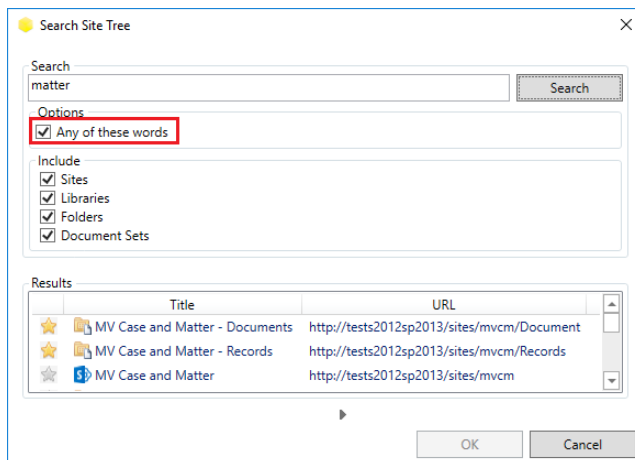 Search Site Tree
Search
matter
Search
Options
Any of these words
Include
Sites
Libraries
Folders
Document Sets
Results
Title URL
MV Case and Matter - Documents http://tests2012sp2013/sites/mvcm/Document
MV Case and Matter - Records http://tests2012sp2013/sites/mvcm/Records
MV Case and Matter http://tests2012sp2013/sites/mvcm
OK Cancel